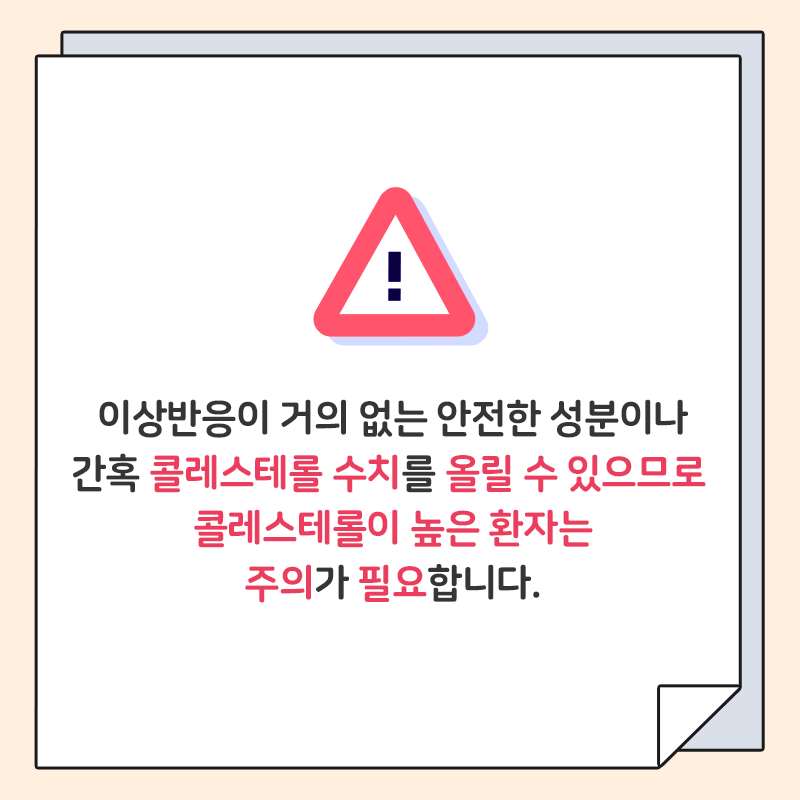 !
이상반응이 거의 없는 안전한 성분이나
간혹 콜레스테롤 수치를 올릴 수 있으므로
콜레스테롤이 높은 환자는
주의가 필요합니다.